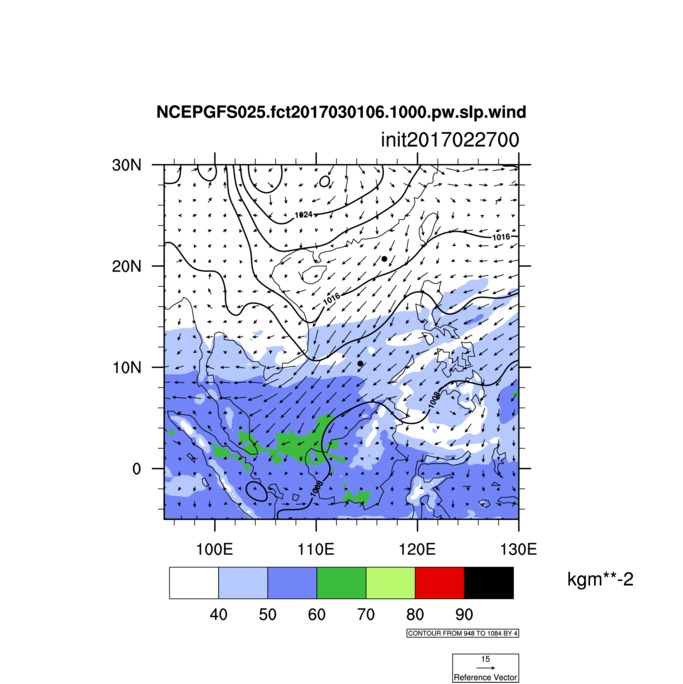 NCEPGFS025.fct2017030106.1000.pw.slp.wind
init2017022700
30N
1024
1016
20N
1016
10N
1008
0
1008
100E 110E 120E 130E
kgm**-2
40 50 60 70 80 90
CONTOUR FROM 948 TO 1084 BY 4
15
Reference Vector